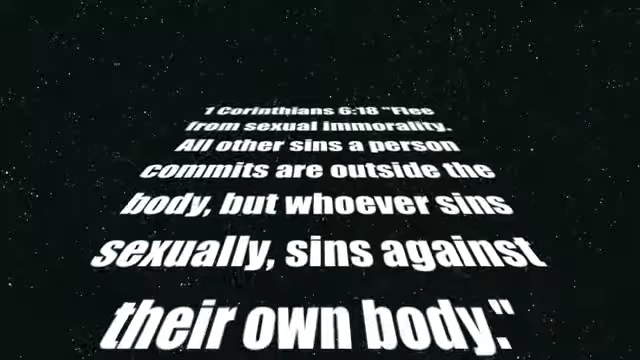 1 Corinthians 6:18 "Flee
from sexual immorality.
All other sins a person
commits are outside the
body, but whoever sins
sexually, sins against
their own body."